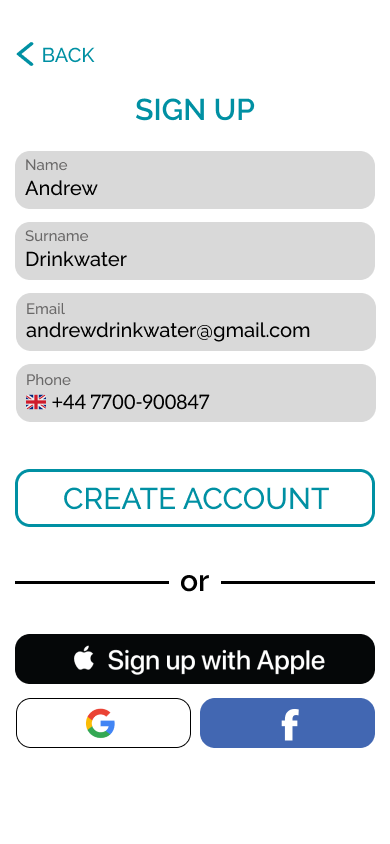 BACK
SIGN UP
Name
Andrew
Surname
Drinkwater
Email
andrewdrinkwater@gmail.com
Phone
+44 7700-900847
CREATE ACCOUNT
or
Sign up with Apple
G f